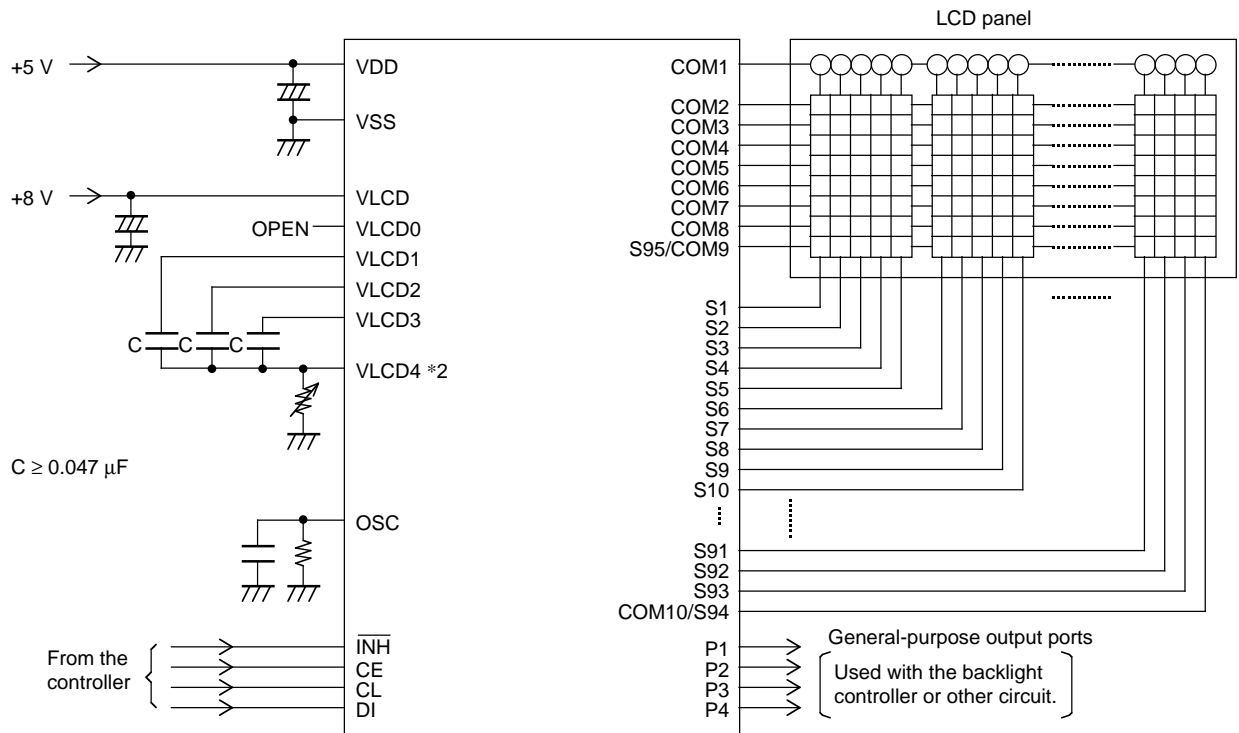 LCD panel
+5 V
VDD
COM1
VSS
COM2
COM3
COM4
COM5
COM6
COM7
COM8
S95/COM9
+8 V
VLCD
OPEN
VLCD0
VLCD1
VLCD2
VLCD3
C C C
VLCD4 *2
C ≥ 0.047 μF
OSC
S1
S2
S3
S4
S5
S6
S7
S8
S9
S10
S91
S92
S93
COM10/S94
From the
controller
INH
CE
CL
DI
P1
P2
P3
P4
General-purpose output ports
Used with the backlight
controller or other circuit.